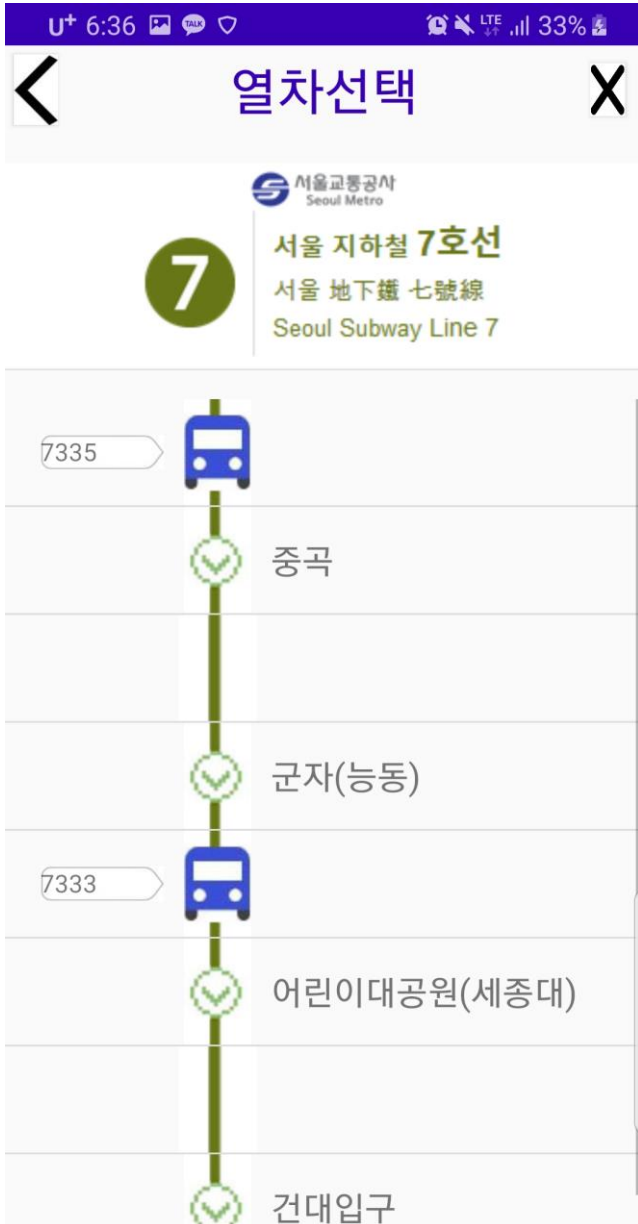 U⁺ 6:36 TALK LTE 33%
열차선택
서울교통공사
Seoul Metro
7
서울 지하철 7호선
서울 地下鐵 七號線
Seoul Subway Line 7
7335
중곡
군자(능동)
7333
어린이대공원(세종대)
건대입구